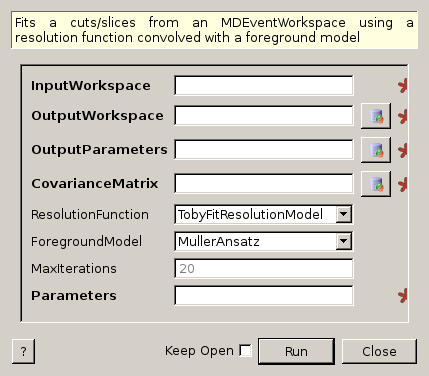 Fits a cuts/slices from an MDEventWorkspace using a
resolution function convolved with a foreground model
InputWorkspace
OutputWorkspace
OutputParameters
CovarianceMatrix
ResolutionFunction TobyFitResolutionModel
ForegroundModel MullerAnsatz
MaxIterations 20
Parameters
? Keep Open Run Close